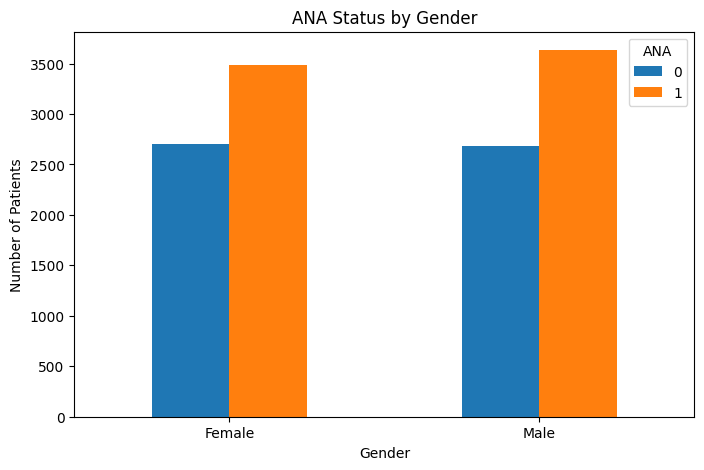 ANA Status by Gender
ANA
0
1
3500
3000
2500
2000
1500
1000
500
0
Number of Patients
Female
Male
Gender